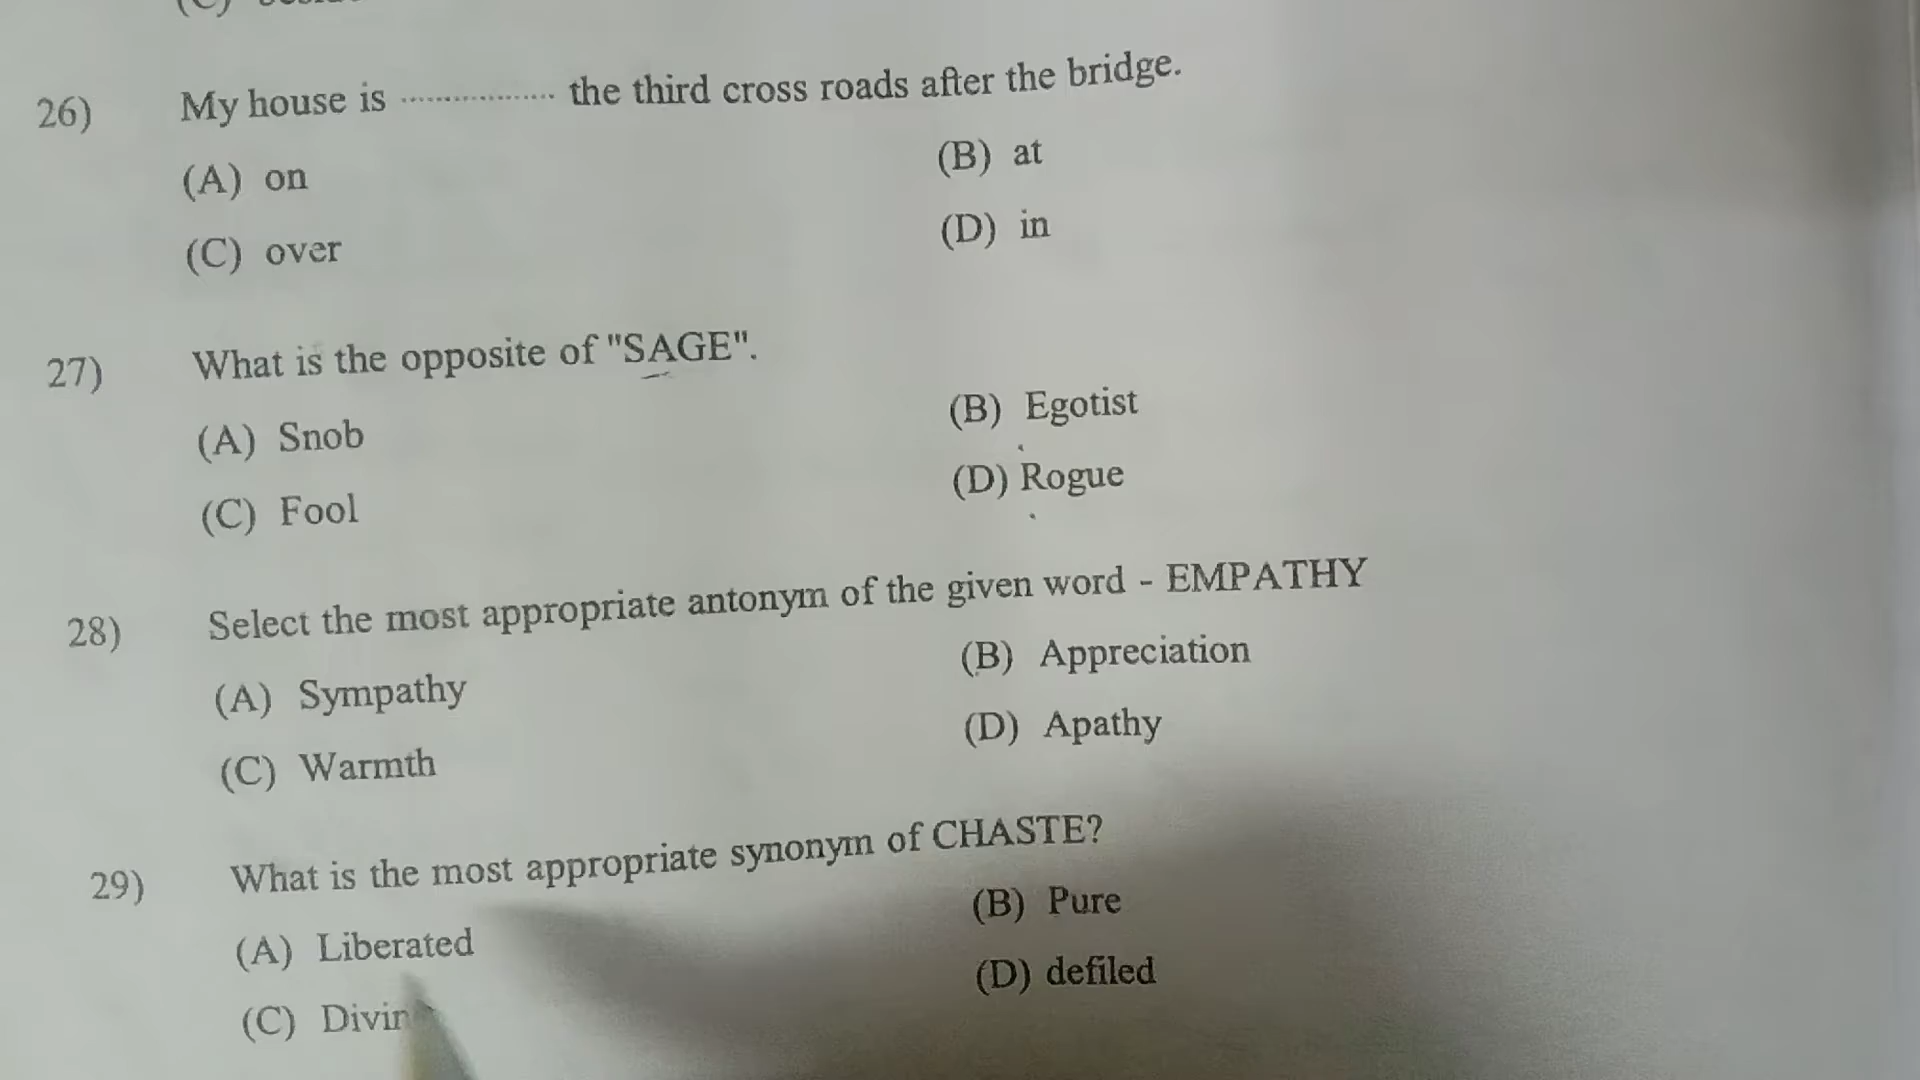 26) My house is ................. the third cross roads after the bridge.
(A) on (B) at
(C) over (D) in
27) What is the opposite of "SAGE".
(A) Snob (B) Egotist
(C) Fool (D) Rogue
28) Select the most appropriate antonym of the given word - EMPATHY
(A) Sympathy (B) Appreciation
(C) Warmth (D) Apathy
29) What is the most appropriate synonym of CHASTE?
(A) Liberated (B) Pure
(C) (D) defiled